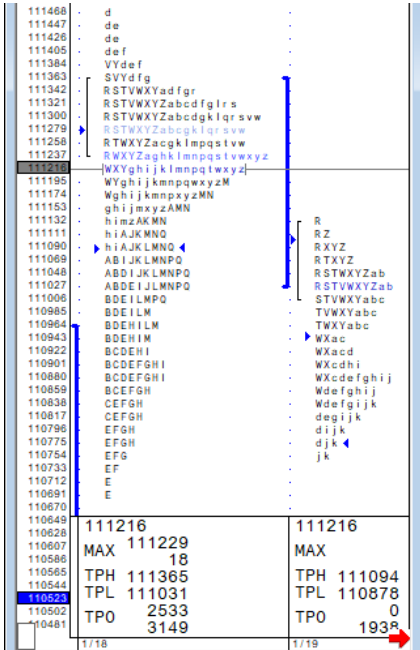 111468 d
111447 de
111426 de
111405 def
111384 VYdef
111363 SVYdfg
111342 RSTVWXYadfgr
111321 RSTVWXYZabcdfglrs
111300 RSTVWXYZabcdgklqrsvw
111279 RSTWXYZabcgklqrsvw
111258 RTWXYZacgklmpqstvw
111237 RWXYZaghklmnpqstvwxyz
111216 WXYghijklmnpqtwxyz
111195 WYghijkmnpqwxyzM
111174 WghijkmnpxyzMN
111153 ghijmxyzAMN
111132 himzAKMN R
111111 hiAJKMNQ RZ
111090 hiAJKLMNQ RXYZ
111069 ABIJKLMNPQ RTXYZ
111048 ABDIJKLMNPQ RSTWXYZab
111027 ABDEIJLMNPQ RSTVWXYZab
111006 BDEILMPQ STVWXYabc
110985 BDEILM TVWXYabc
110964 BDEHILM TWXYabc
110943 BDEHIM WXac
110922 BCDEHI WXacd
110901 BCDEFGHI WXcdhi
110880 BCDEFGHI WXcdefghij
110859 BCEFGH Wdefghij
110838 CEFGH Wdefgijk
110817 CEFGH degijk
110796 EFGH dijk
110775 EFGH djk
110754 EFG jk
110733 EF
110712 E
110691 E
110670
110649
110628
110607
110586
110565
110544
110523
110502
110481
111216
MAX 111229
18
TPH 111365
TPL 111031
TPO 2533
3149
1/18
111216
MAX
TPH 111094
TPL 110878
TPO 0
1938
1/19